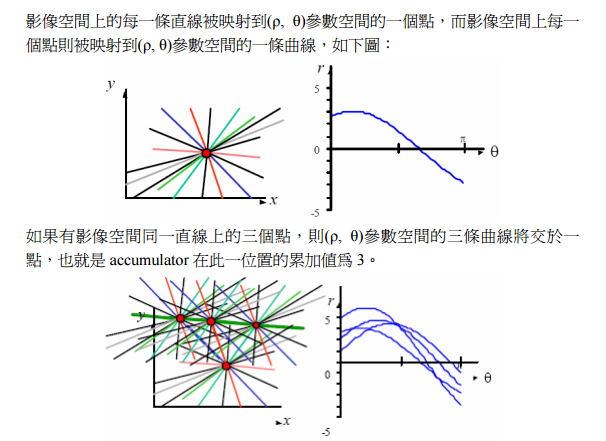 影像空間上的每一條直線被映射到(ρ, θ)參數空間的一個點，而影像空間上每一
個點則被映射到(ρ, θ)參數空間的一條曲線，如下圖：
y
x
r
5
0
-5
π
θ
如果有影像空間同一直線上的三個點，則(ρ, θ)參數空間的三條曲線將交於一
點，也就是 accumulator 在此一位置的累加值爲 3。
y
x
r
5
0
-5
θ